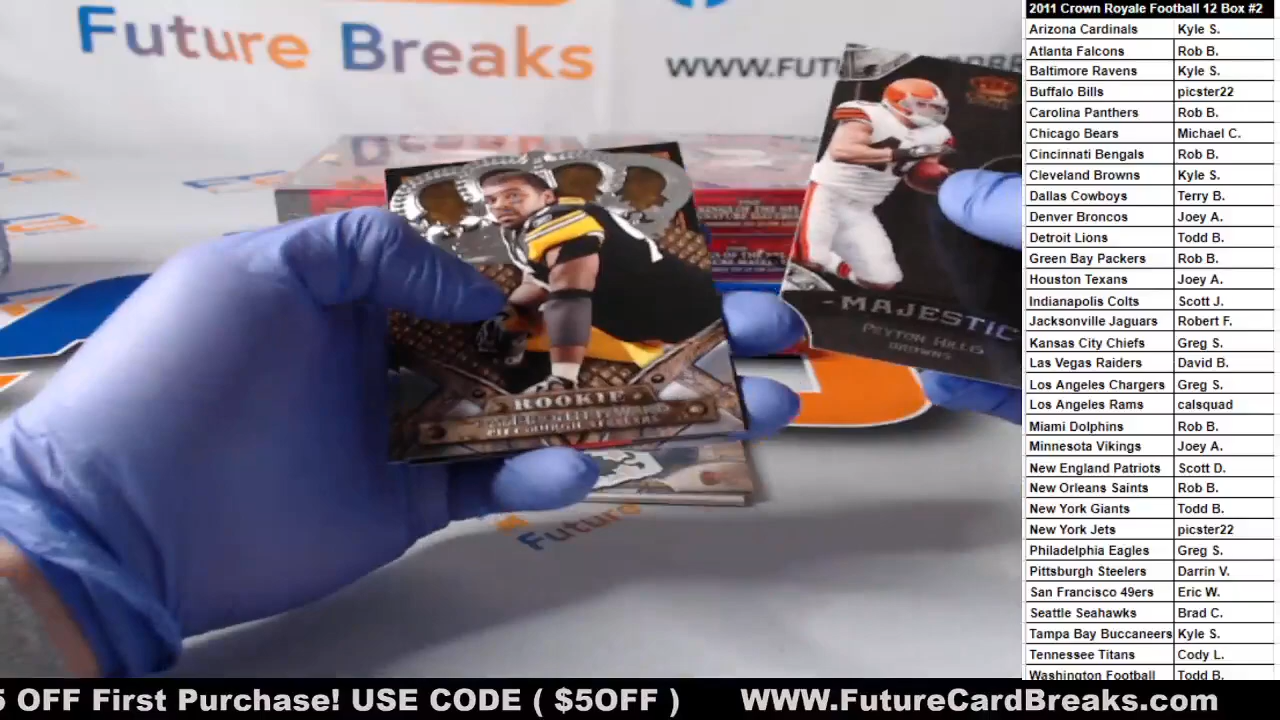 Future Breaks
WWW.FUTU
BRE
MAJESTIC
PEYTON HILLIS
BROWNS
ROOKIE
PITTSBURGH STEELERS
Future
2011 Crown Royale Football 12 Box #2
Arizona Cardinals Kyle S.
Atlanta Falcons Rob B.
Baltimore Ravens Kyle S.
Buffalo Bills picster22
Carolina Panthers Rob B.
Chicago Bears Michael C.
Cincinnati Bengals Rob B.
Cleveland Browns Kyle S.
Dallas Cowboys Terry B.
Denver Broncos Joey A.
Detroit Lions Todd B.
Green Bay Packers Rob B.
Houston Texans Joey A.
Indianapolis Colts Scott J.
Jacksonville Jaguars Robert F.
Kansas City Chiefs Greg S.
Las Vegas Raiders David B.
Los Angeles Chargers Greg S.
Los Angeles Rams calsquad
Miami Dolphins Rob B.
Minnesota Vikings Joey A.
New England Patriots Scott D.
New Orleans Saints Rob B.
New York Giants Todd B.
New York Jets picster22
Philadelphia Eagles Greg S.
Pittsburgh Steelers Darrin V.
San Francisco 49ers Eric W.
Seattle Seahawks Brad C.
Tampa Bay Buccaneers Kyle S.
Tennessee Titans Cody L.
Washington Football Todd B.
5 OFF First Purchase! USE CODE ( $5OFF ) WWW.FutureCardBreaks.com